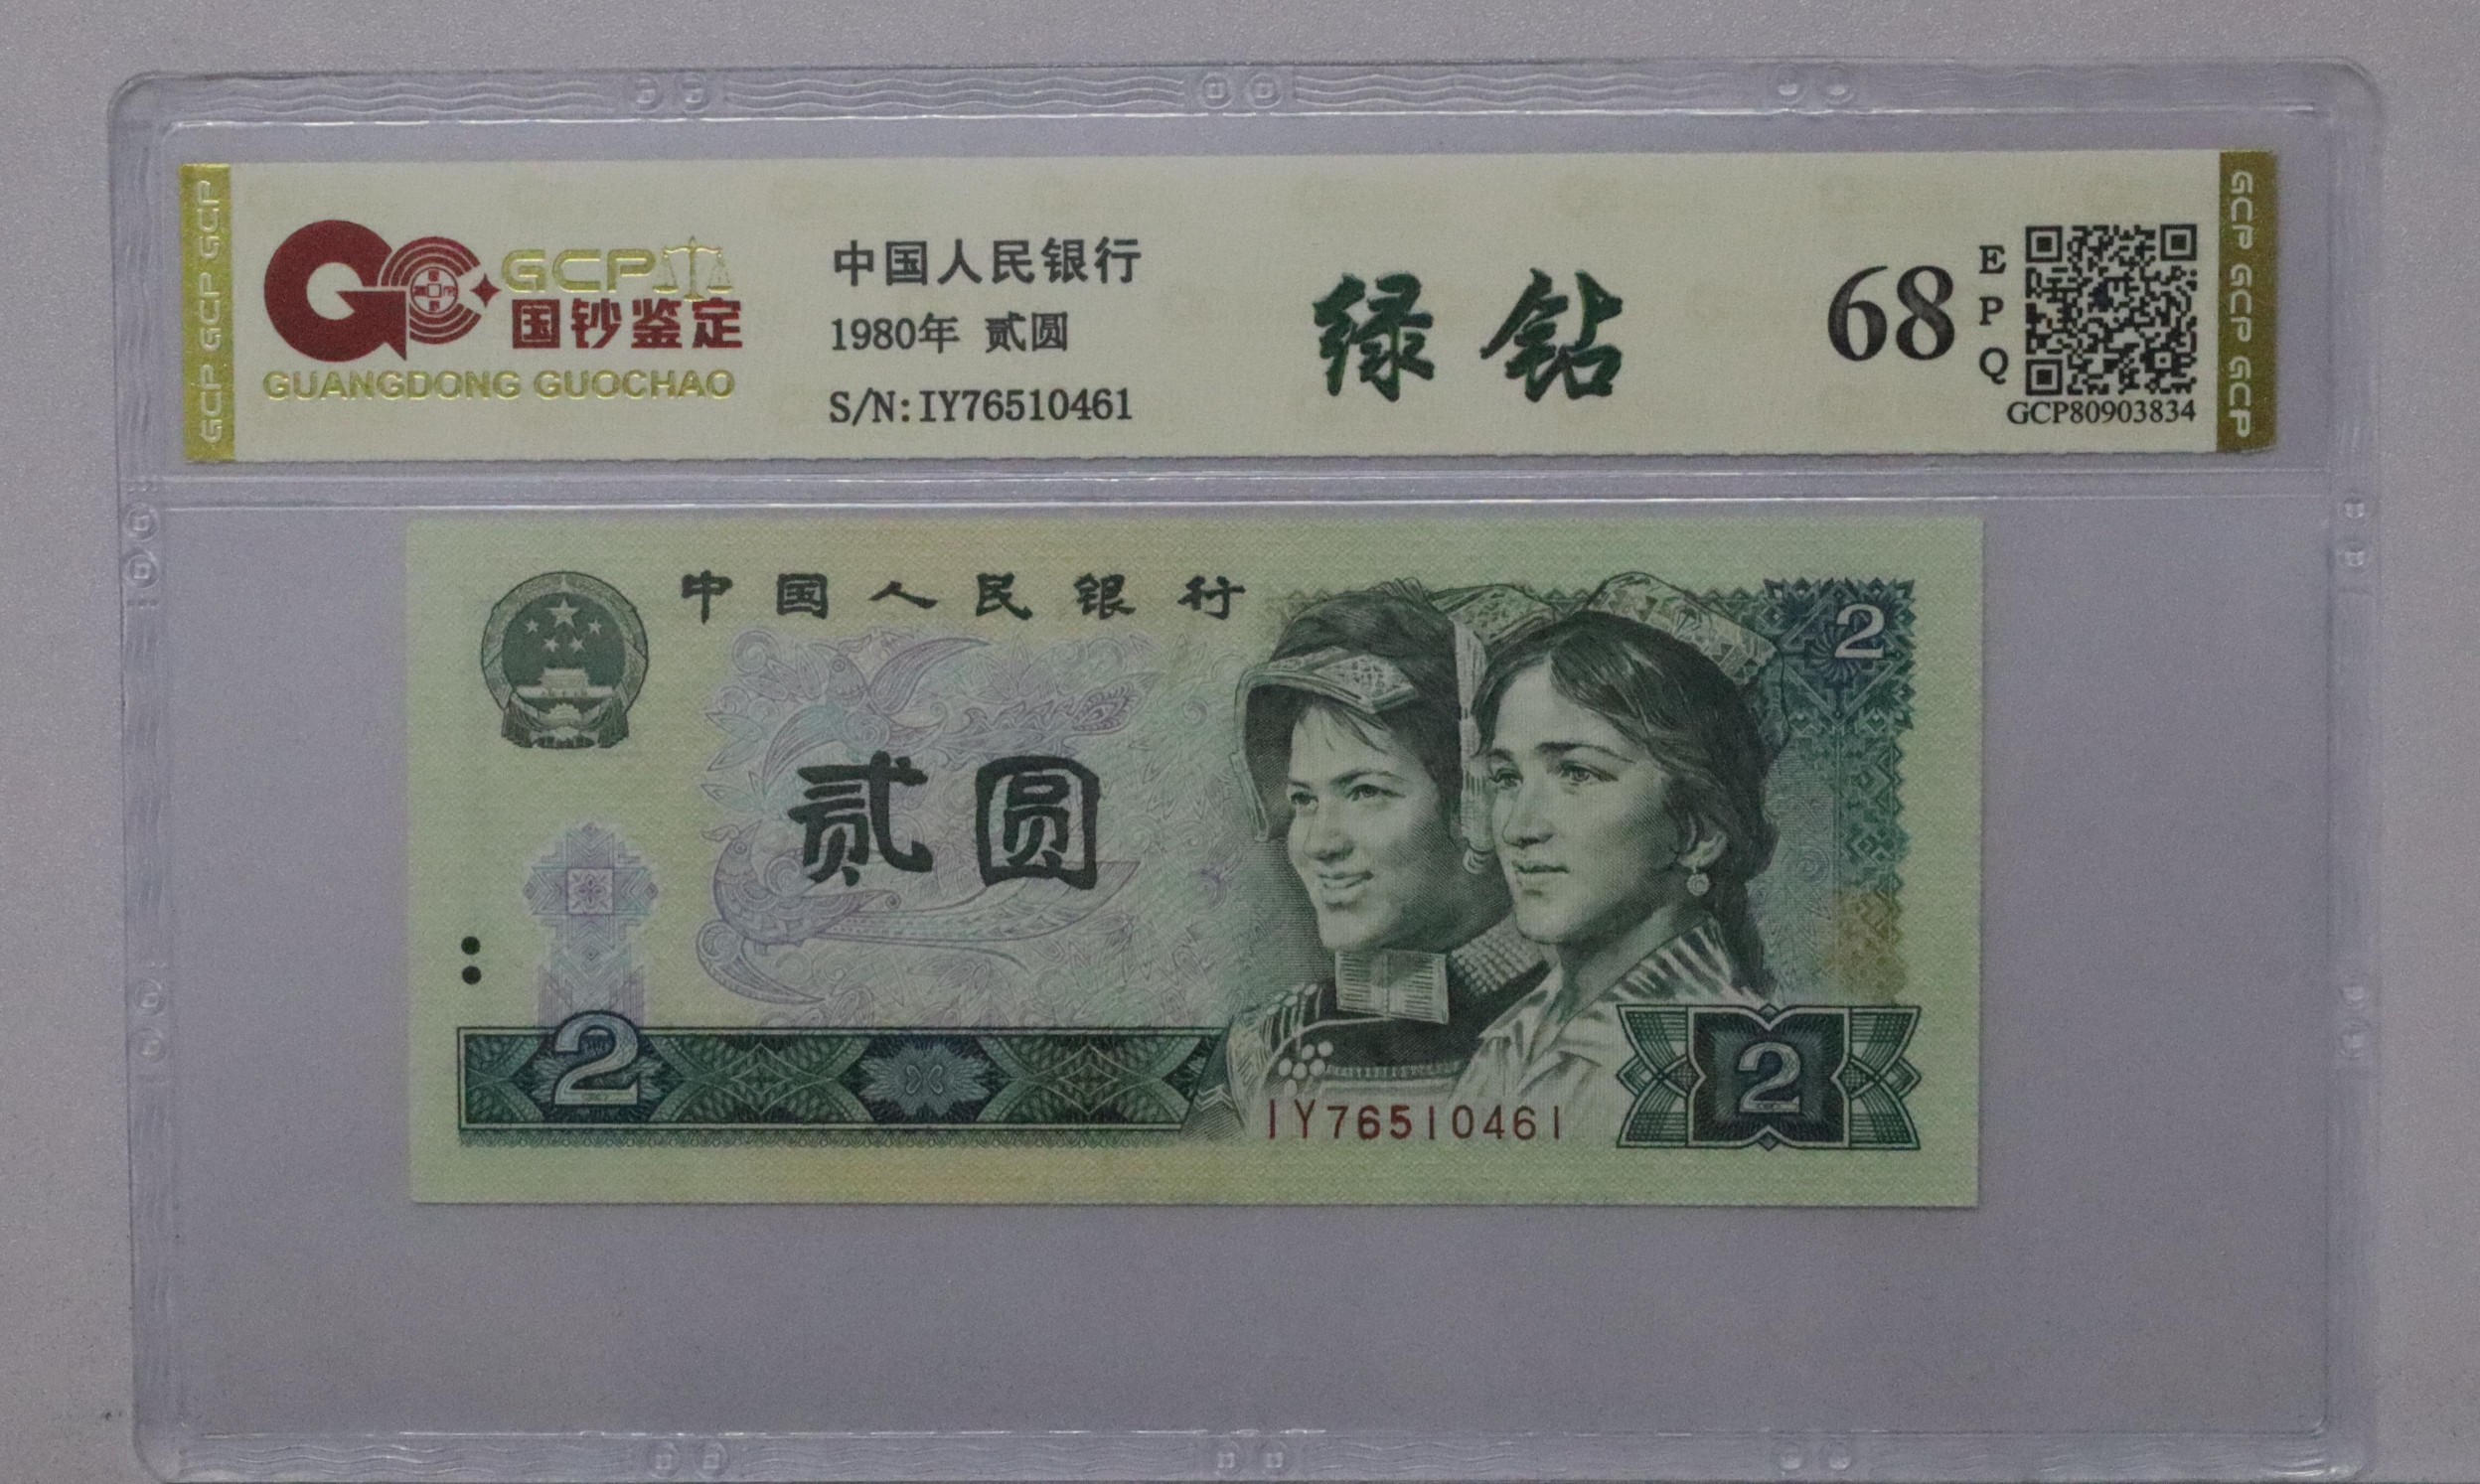 GCP GCP GCP
GCP
国钞鉴定
GUANGDONG GUOCHAO
中国人民银行
1980年 贰圆
S/N:IY76510461
绿钻
68
EPQ
GCP80903834
GCP GCP GCP
中国人民银行
2
贰圆
2
IY76510461
2